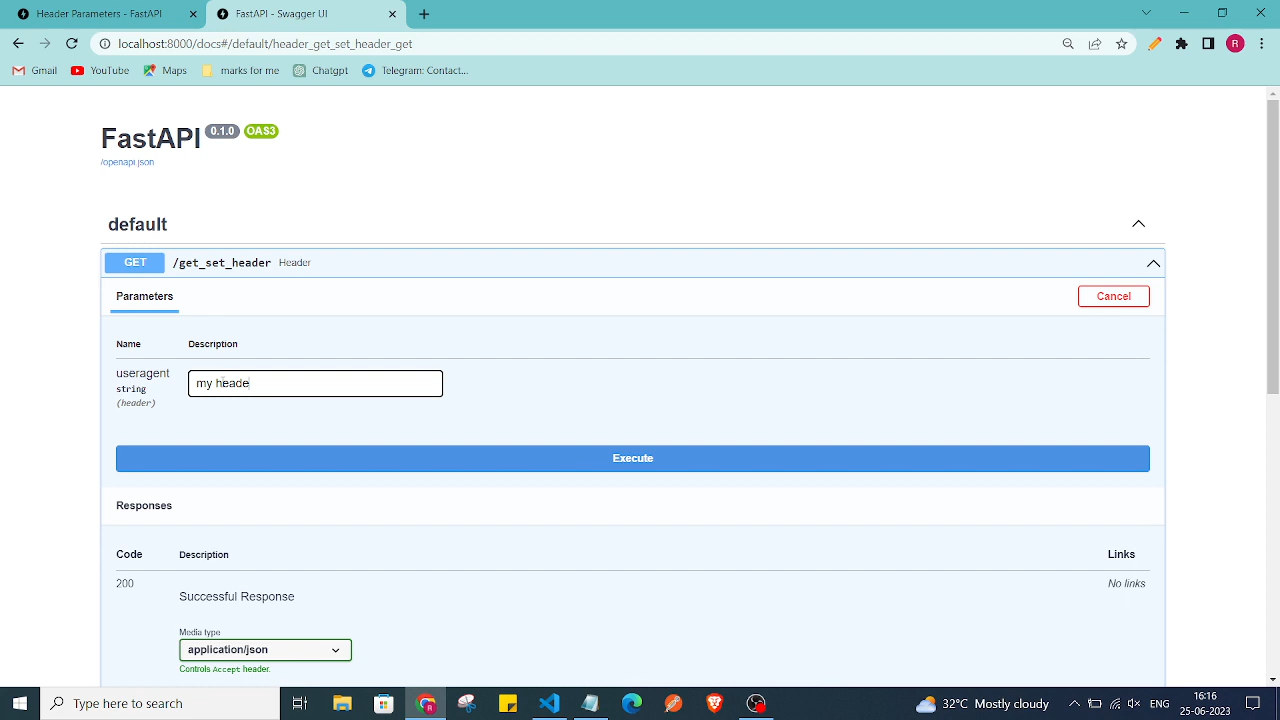 Header Parameters - FastAPI
FastAPI - Swagger UI
localhost:8000/docs#/default/header_get_set_header_get
R
Gmail
YouTube
Maps
marks for me
Chatgpt
Telegram: Contact...
FastAPI 0.1.0 OAS3
/openapi.json
default
GET /get_set_header Header
Parameters
Cancel
Name Description
useragent
string
(header)
my heade
Execute
Responses
Code Description Links
200 No links
Successful Response
Media type
application/json
Controls Accept header.
Type here to search
32°C Mostly cloudy
ENG
16:16
25-06-2023